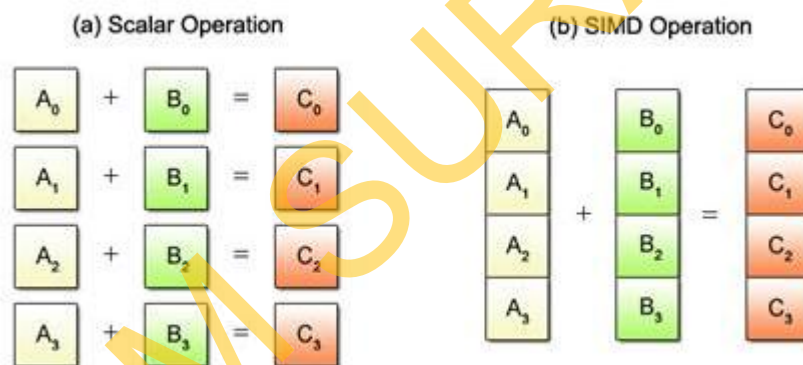 (a) Scalar Operation
A₀ + B₀ = C₀
A₁ + B₁ = C₁
A₂ + B₂ = C₂
A₃ + B₃ = C₃
(b) SIMD Operation
A₀ B₀ C₀
A₁ B₁ C₁
+ =
A₂ B₂ C₂
A₃ B₃ C₃
M SUR